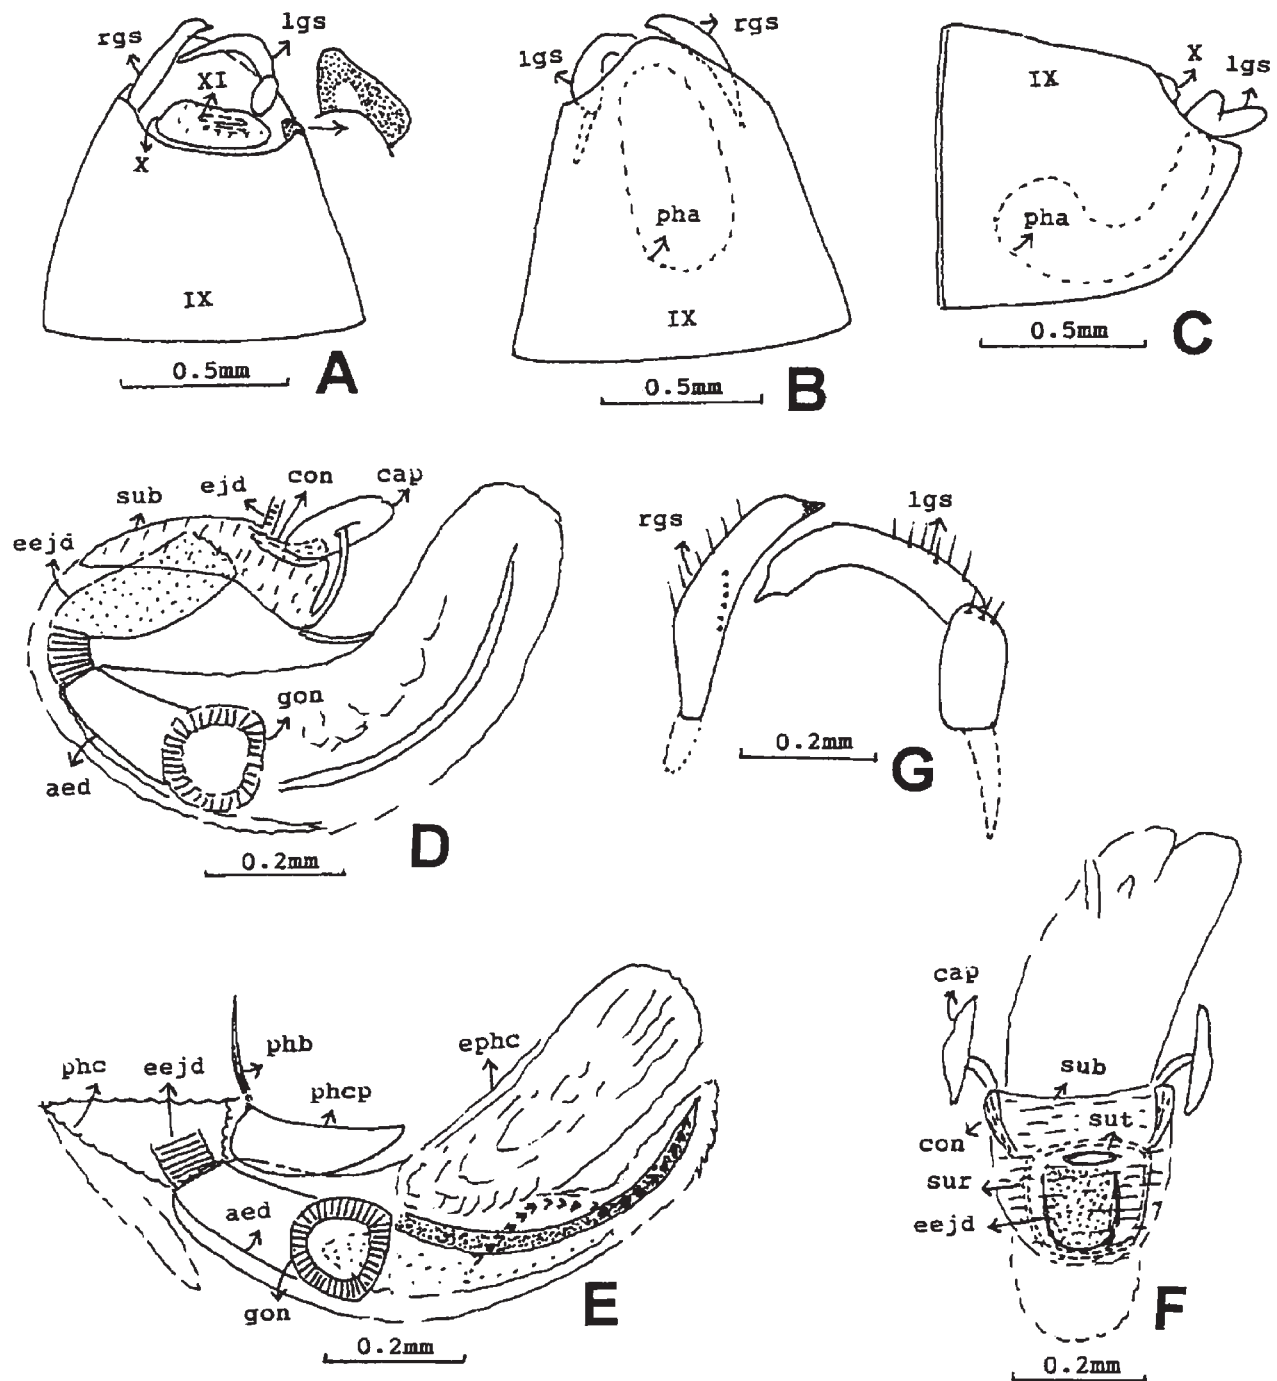 rgs
lgs
XI
X
IX
0.5mm
A
rgs
lgs
pha
IX
0.5mm
B
IX
X
lgs
pha
0.5mm
C
sub
ejd
con
cap
eejd
gon
aed
0.2mm
D
rgs
lgs
0.2mm
G
phc
eejd
phb
phcp
ephc
aed
gon
0.2mm
E
cap
sub
con
sut
sur
eejd
F
0.2mm